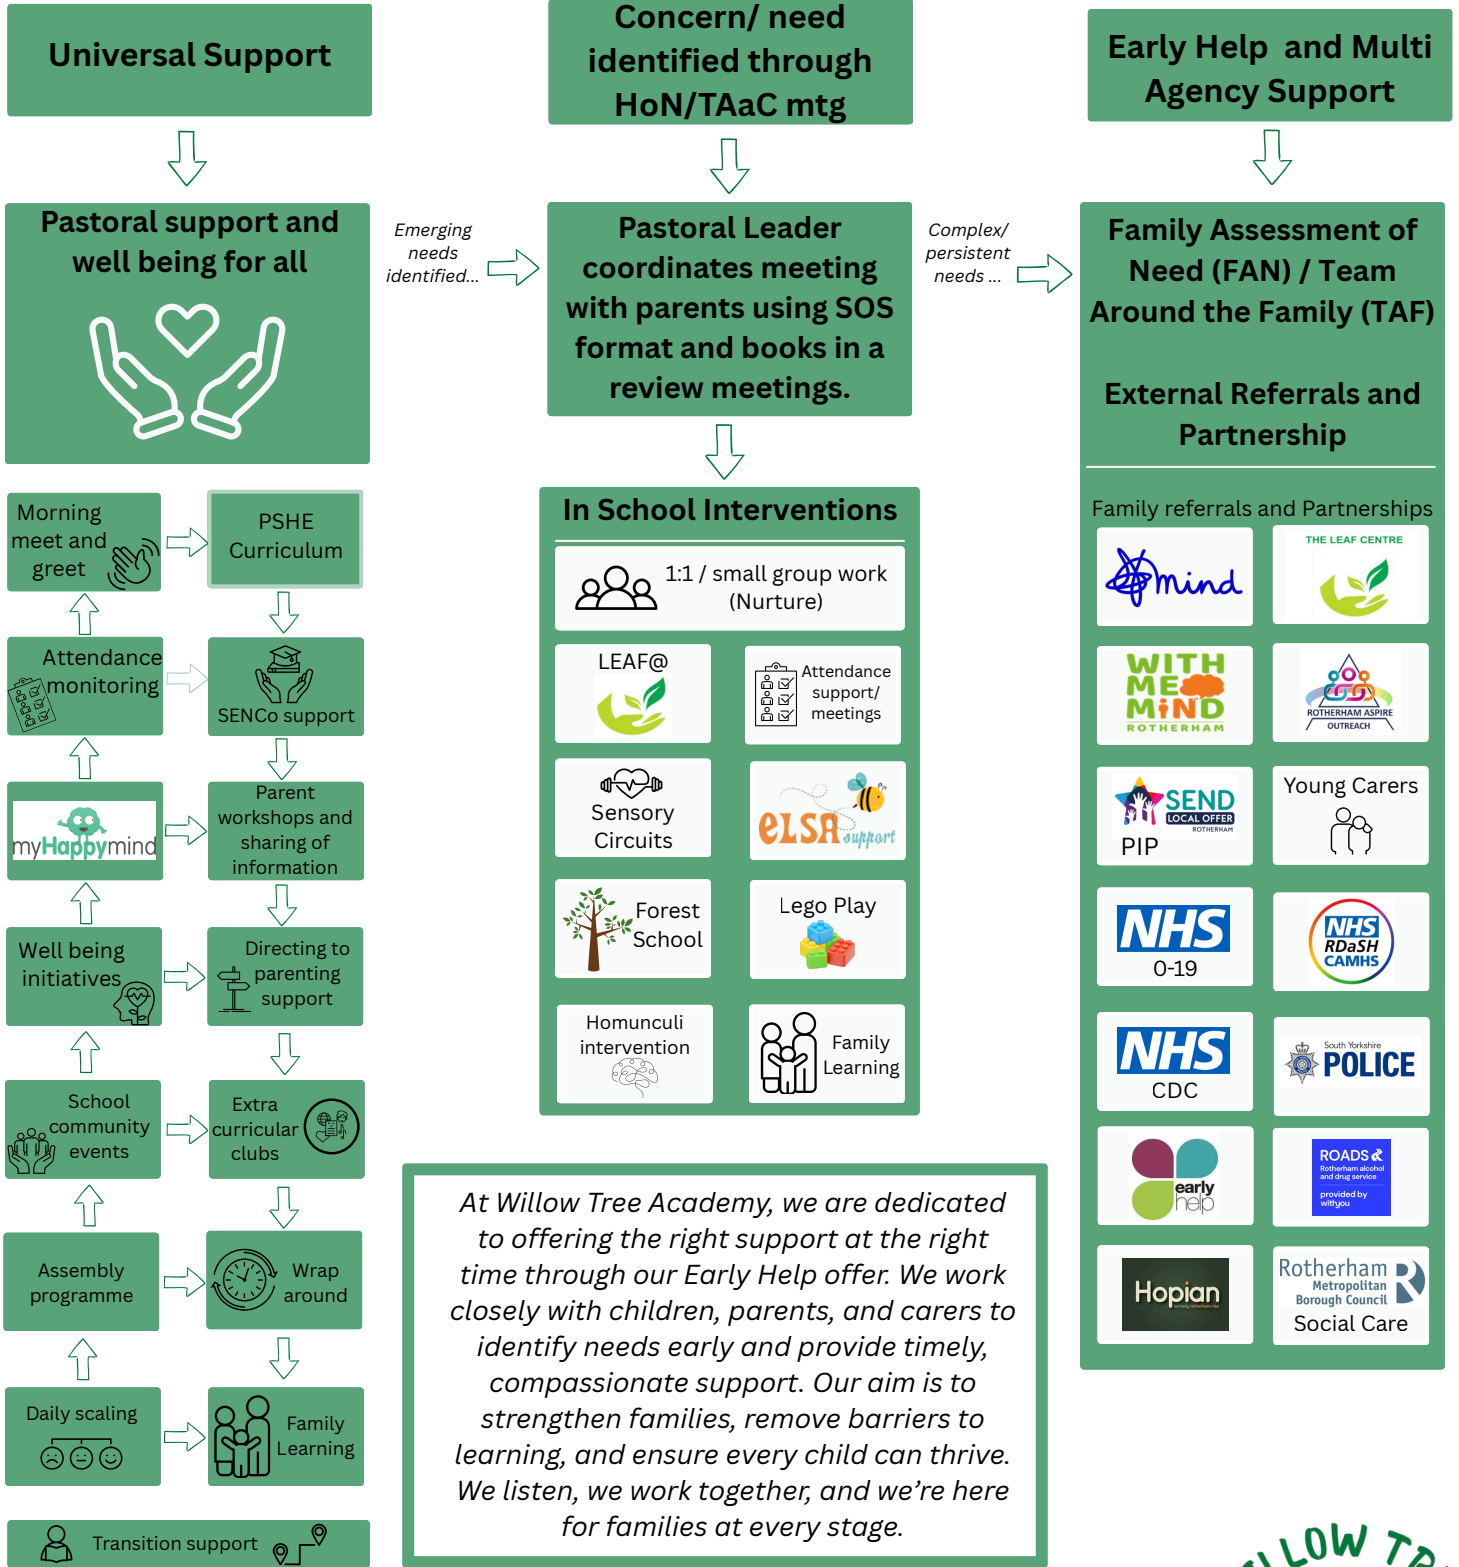 Universal Support
Pastoral support and
well being for all
Morning
meet and
greet
PSHE
Curriculum
Attendance
monitoring
SENCo support
myHappymind
Parent
workshops and
sharing of
information
Well being
initiatives
Directing to
parenting
support
School
community
events
Extra
curricular
clubs
Assembly
programme
Wrap
around
Daily scaling
Family
Learning
Transition support
Emerging
needs
identified...
Concern/ need
identified through
HoN/TAaC mtg
Pastoral Leader
coordinates meeting
with parents using SOS
format and books in a
review meetings.
In School Interventions
1:1 / small group work
(Nurture)
LEAF@
Attendance
support/
meetings
Sensory
Circuits
eLSA support
Forest
School
Lego Play
Homunculi
intervention
Family
Learning
Complex/
persistent
needs ...
Early Help and Multi
Agency Support
Family Assessment of
Need (FAN) / Team
Around the Family (TAF)
External Referrals and
Partnership
Family referrals and Partnerships
mind
THE LEAF CENTRE
WITH
ME
MiND
ROTHERHAM
ROTHERHAM ASPIRE
OUTREACH
SEND
LOCAL OFFER
ROTHERHAM
PIP
Young Carers
NHS
0-19
NHS
RDaSH
CAMHS
NHS
CDC
South Yorkshire
POLICE
early
help
ROADS
Rotherham alcohol
and drug service
provided by
withyou
Hopian
formerly rotherham rise
Rotherham
Metropolitan
Borough Council
Social Care
At Willow Tree Academy, we are dedicated
to offering the right support at the right
time through our Early Help offer. We work
closely with children, parents, and carers to
identify needs early and provide timely,
compassionate support. Our aim is to
strengthen families, remove barriers to
learning, and ensure every child can thrive.
We listen, we work together, and we're here
for families at every stage.